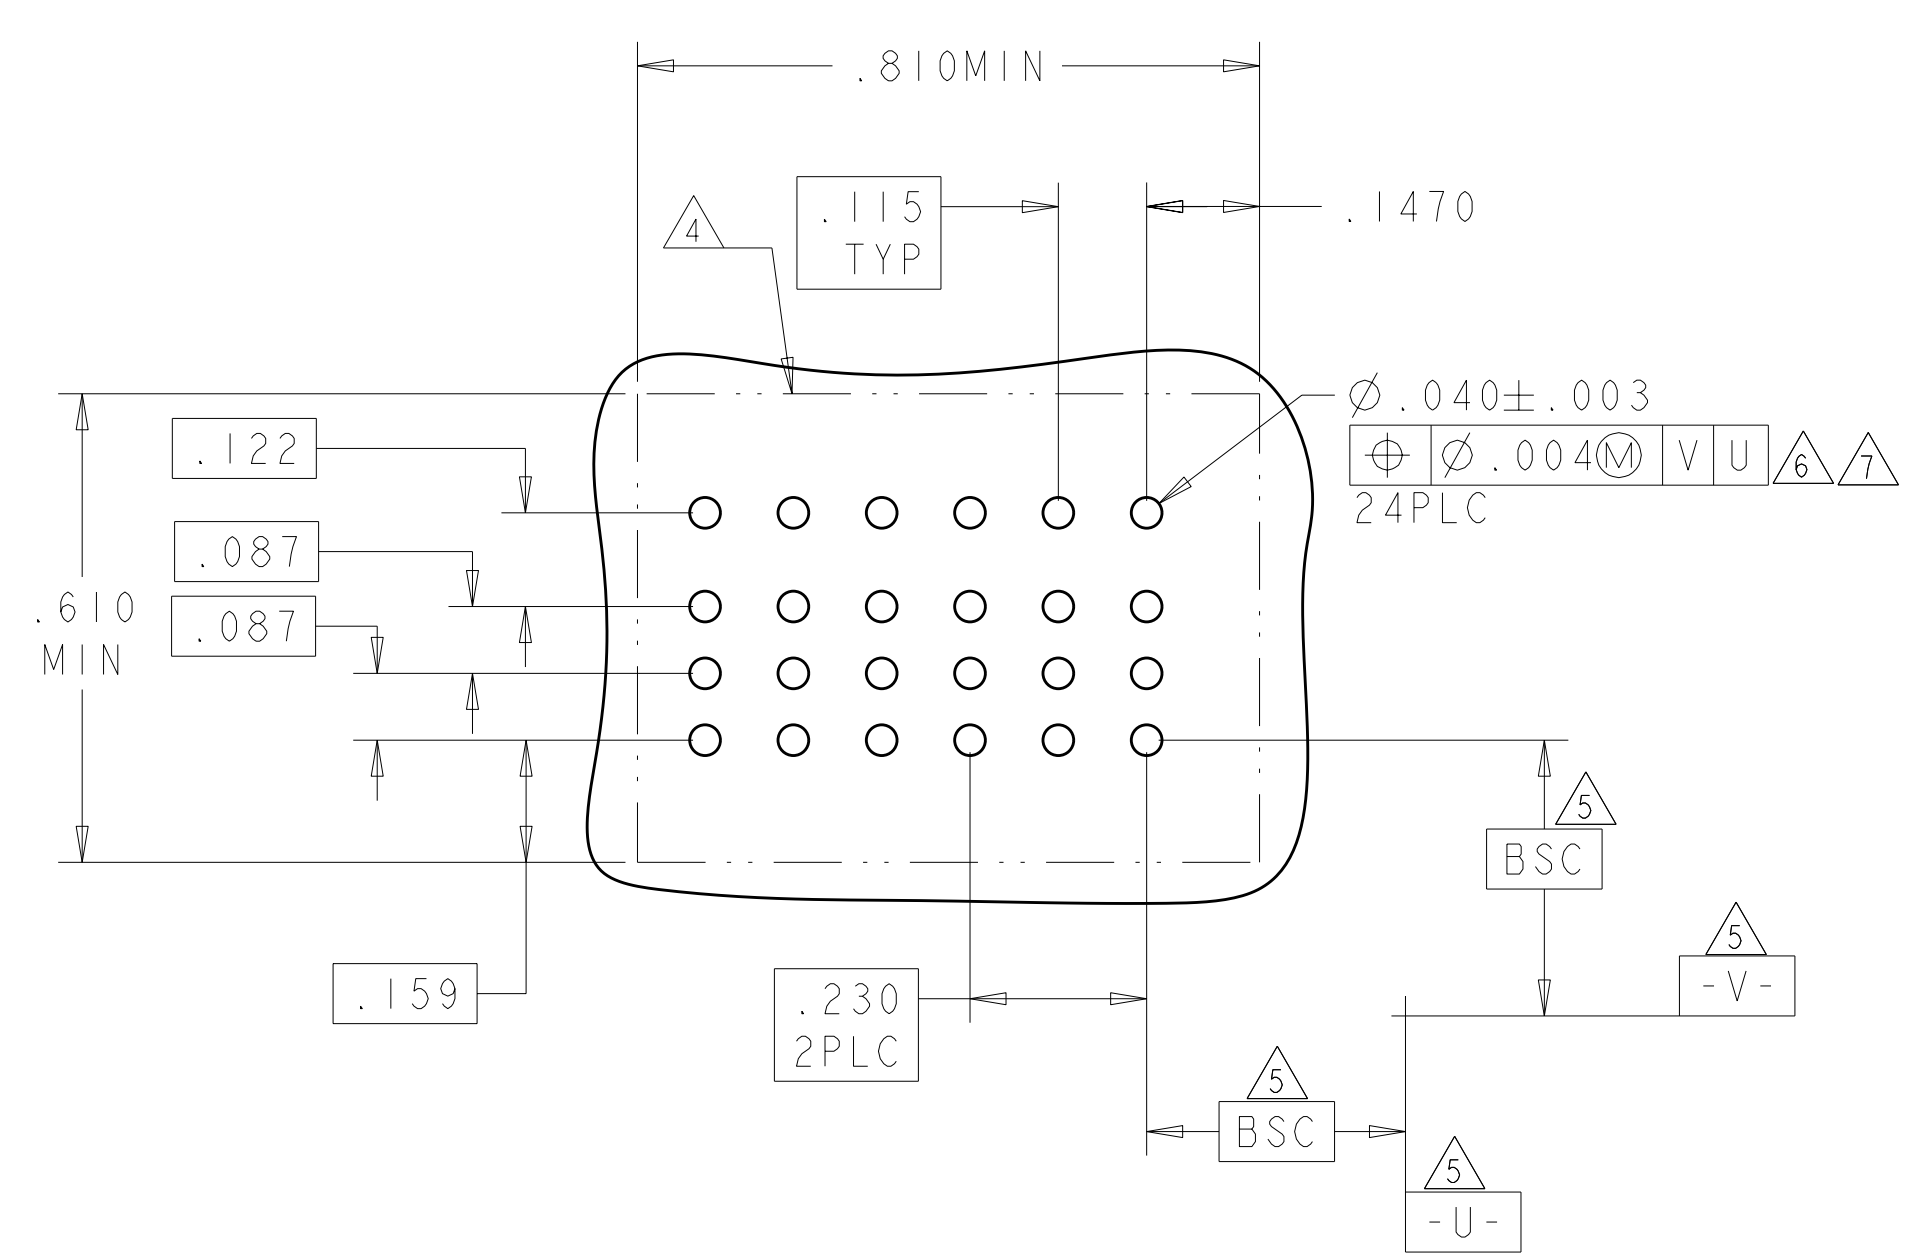 .810MIN
.115
TYP
.1470
4
Ø.040±.003
⌖ Ø.004Ⓜ V U 6 7
24PLC
.122
.087
.087
.610
MIN
5
BSC
5
-V-
.159
.230
2PLC
5
BSC
5
-U-